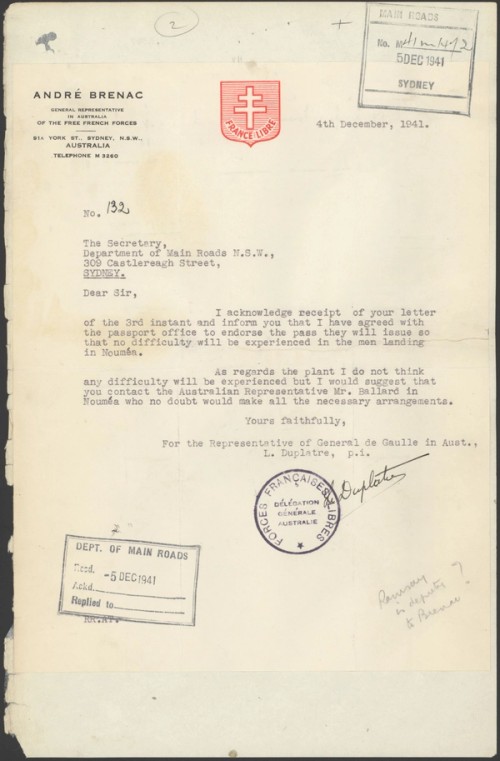 2
MAIN ROADS
No.
5 DEC 1941
SYDNEY
ANDRÉ BRENAC
GENERAL REPRESENTATIVE
IN AUSTRALIA
OF THE FREE FRENCH FORCES
81A YORK ST., SYDNEY, N.S.W.,
AUSTRALIA
TELEPHONE M 3260
FRANCE LIBRE
4th December, 1941.
No. 132
The Secretary,
Department of Main Roads N.S.W.,
309 Castlereagh Street,
SYDNEY.
Dear Sir,
I acknowledge receipt of your letter
of the 3rd instant and inform you that I have agreed with
the passport office to endorse the pass they will issue so
that no difficulty will be experienced in the men landing
in Nouméa.
As regards the plant I do not think
any difficulty will be experienced but I would suggest that
you contact the Australian Representative Mr. Ballard in
Nouméa who no doubt would make all the necessary arrangements.
Yours faithfully,
For the Representative of General de Gaulle in Aust.,
L. Duplatre, p.i.
L Duplatre
FORCES FRANÇAISES LIBRES
DÉLÉGATION
GÉNÉRALE
AUSTRALIE
DEPT. OF MAIN ROADS
Recd. -5 DEC 1941
Ackd.
Replied to
Ramsay ?
is deputy
to Brenac